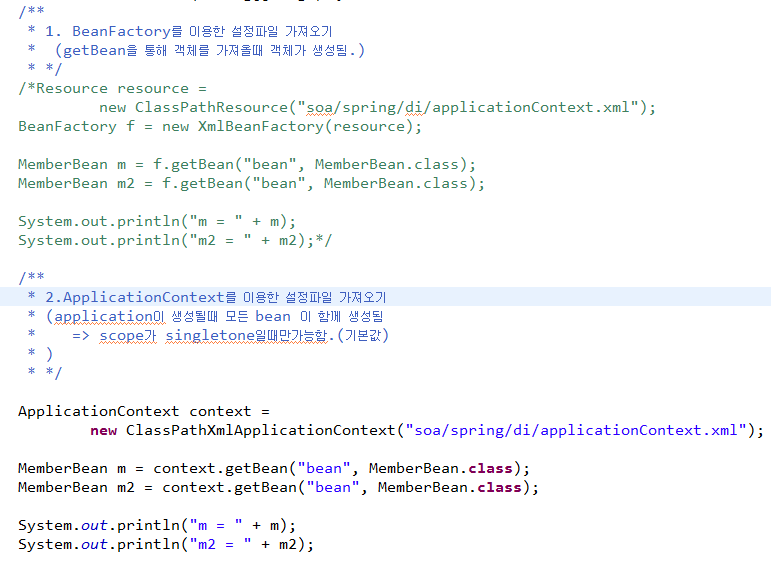 /**
 * 1. BeanFactory를 이용한 설정파일 가져오기
 *  (getBean을 통해 객체를 가져올때 객체가 생성됨.)
 * */
/*Resource resource =
         new ClassPathResource("soa/spring/di/applicationContext.xml");
BeanFactory f = new XmlBeanFactory(resource);
MemberBean m = f.getBean("bean", MemberBean.class);
MemberBean m2 = f.getBean("bean", MemberBean.class);
System.out.println("m = " + m);
System.out.println("m2 = " + m2);*/
/**
 * 2.ApplicationContext를 이용한 설정파일 가져오기
 * (application이 생성될때 모든 bean 이 함께 생성됨
 *    => scope가 singletone일때만가능함.(기본값)
 * )
 * */
ApplicationContext context =
        new ClassPathXmlApplicationContext("soa/spring/di/applicationContext.xml");
MemberBean m = context.getBean("bean", MemberBean.class);
MemberBean m2 = context.getBean("bean", MemberBean.class);
System.out.println("m = " + m);
System.out.println("m2 = " + m2);